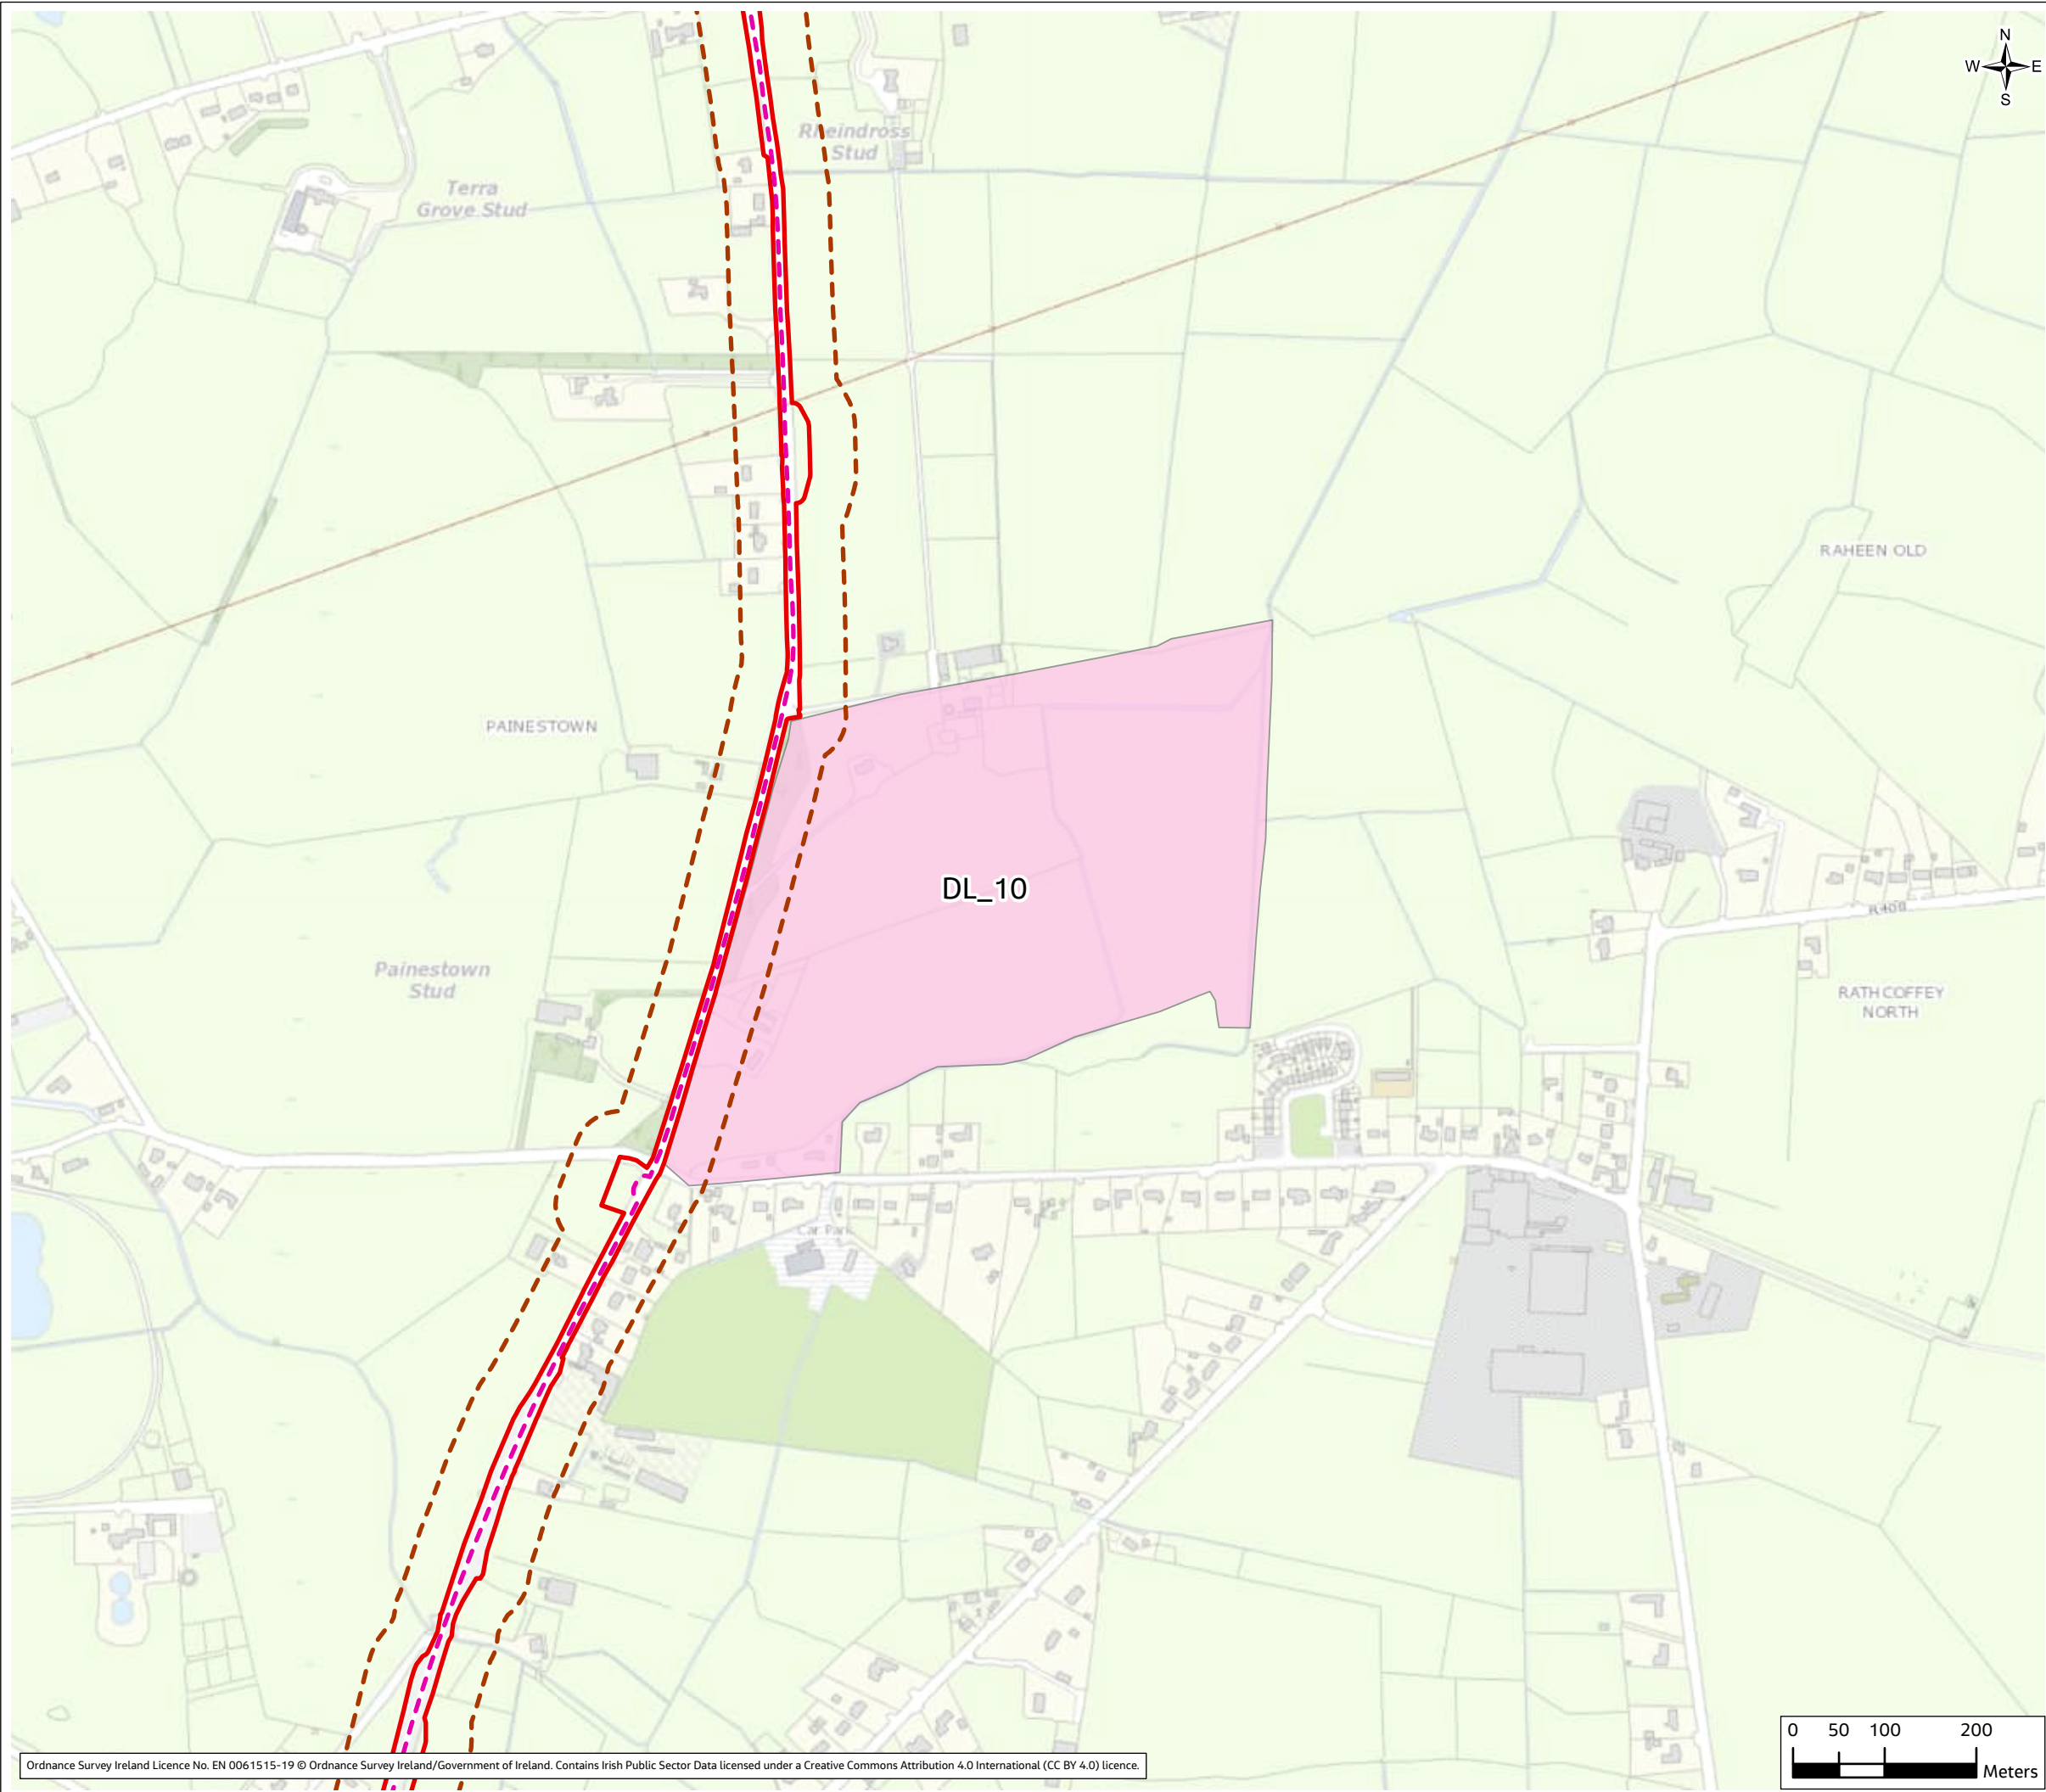 N
W E
S
Rheindross
Stud
Terra
Grove Stud
RAHEEN OLD
PAINESTOWN
DL_10
R408
Painestown
Stud
RATHCOFFEY
NORTH
Car Park
0 50 100 200
Meters
Ordnance Survey Ireland Licence No. EN 0061515-19 © Ordnance Survey Ireland/Government of Ireland. Contains Irish Public Sector Data licensed under a Creative Commons Attribution 4.0 International (CC BY 4.0) licence.